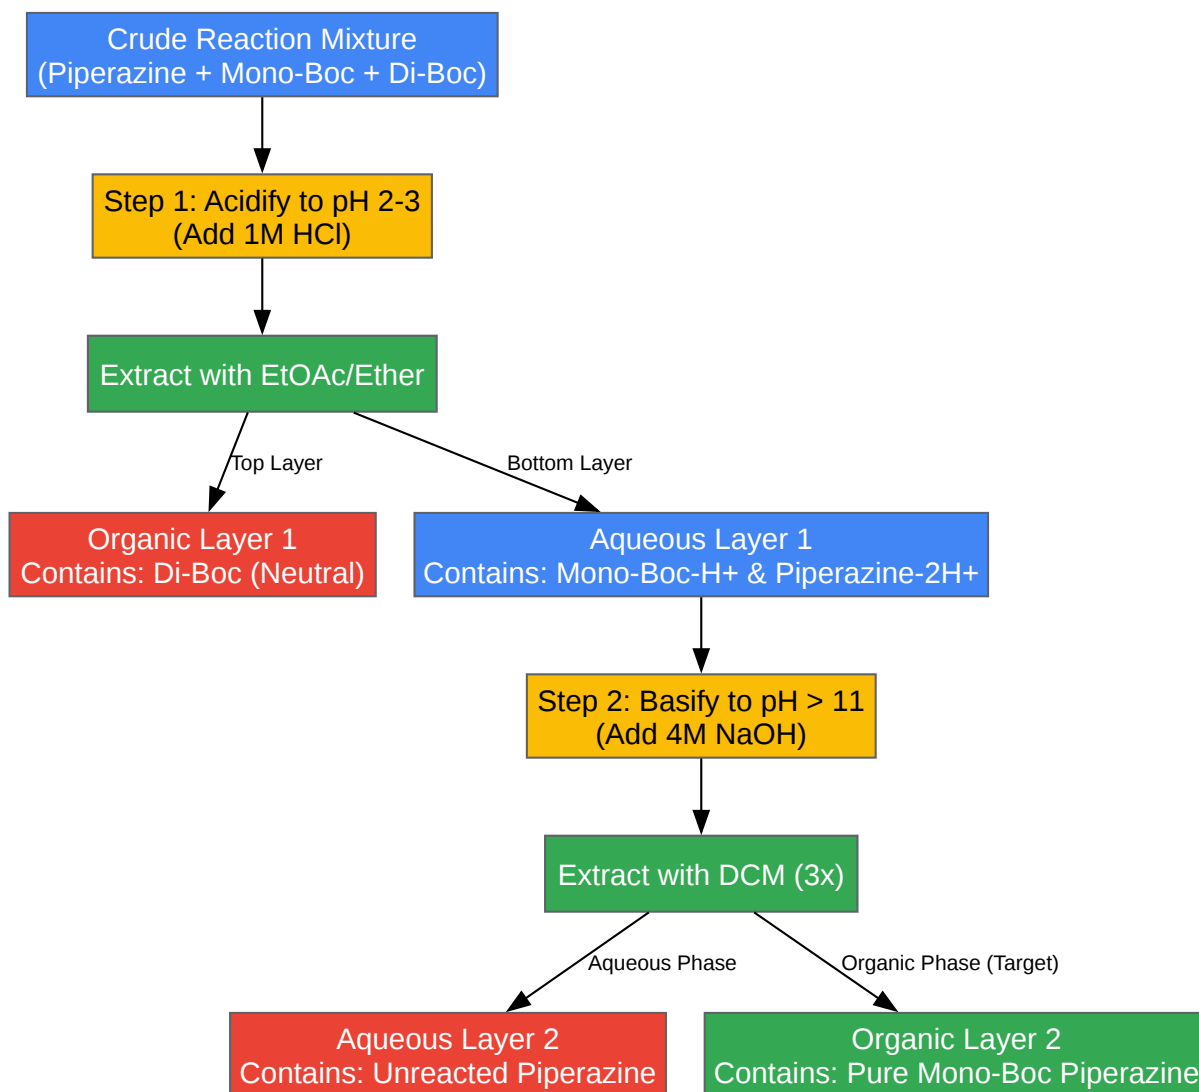 Crude Reaction Mixture
(Piperazine + Mono-Boc + Di-Boc)
Step 1: Acidify to pH 2-3
(Add 1M HCl)
Extract with EtOAc/Ether
Top Layer
Bottom Layer
Organic Layer 1
Contains: Di-Boc (Neutral)
Aqueous Layer 1
Contains: Mono-Boc-H+ & Piperazine-2H+
Step 2: Basify to pH > 11
(Add 4M NaOH)
Extract with DCM (3x)
Aqueous Phase
Organic Phase (Target)
Aqueous Layer 2
Contains: Unreacted Piperazine
Organic Layer 2
Contains: Pure Mono-Boc Piperazine